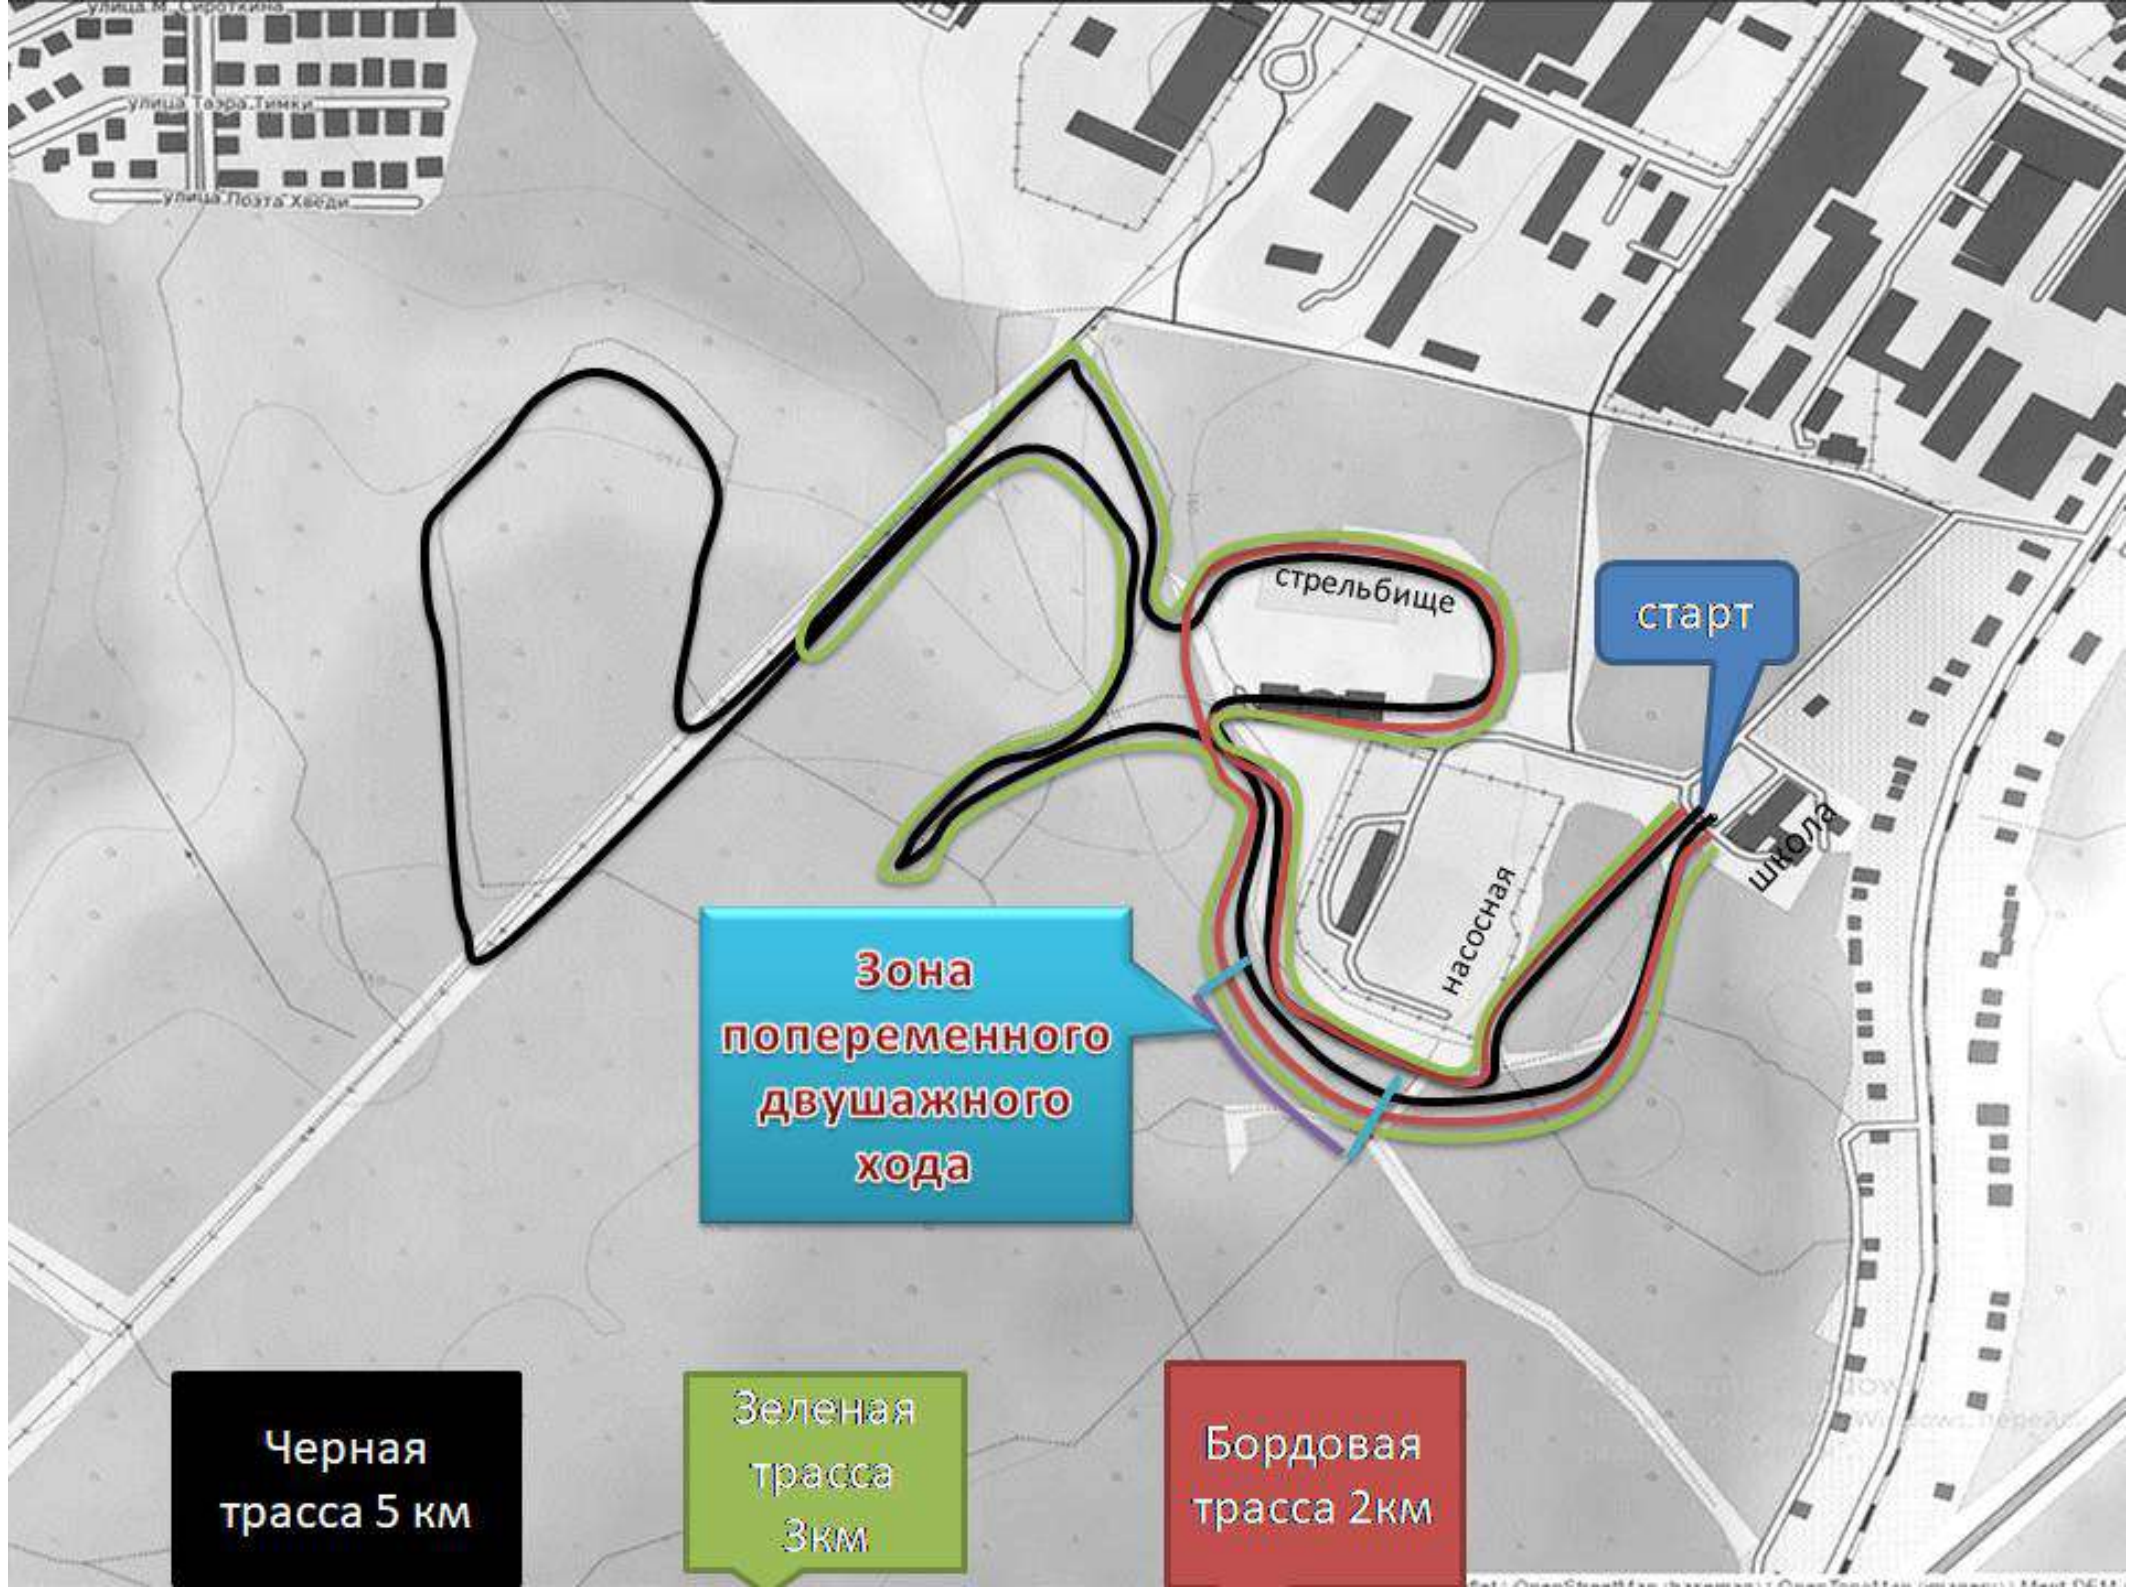 улица М. Сироткина
улица Таэра Тимки
улица Поэта Хведи
стрельбище
старт
школа
насосная
Зона
попеременного
двушажного
хода
Черная
трасса 5 км
Зеленая
трасса
3км
Бордовая
трасса 2км